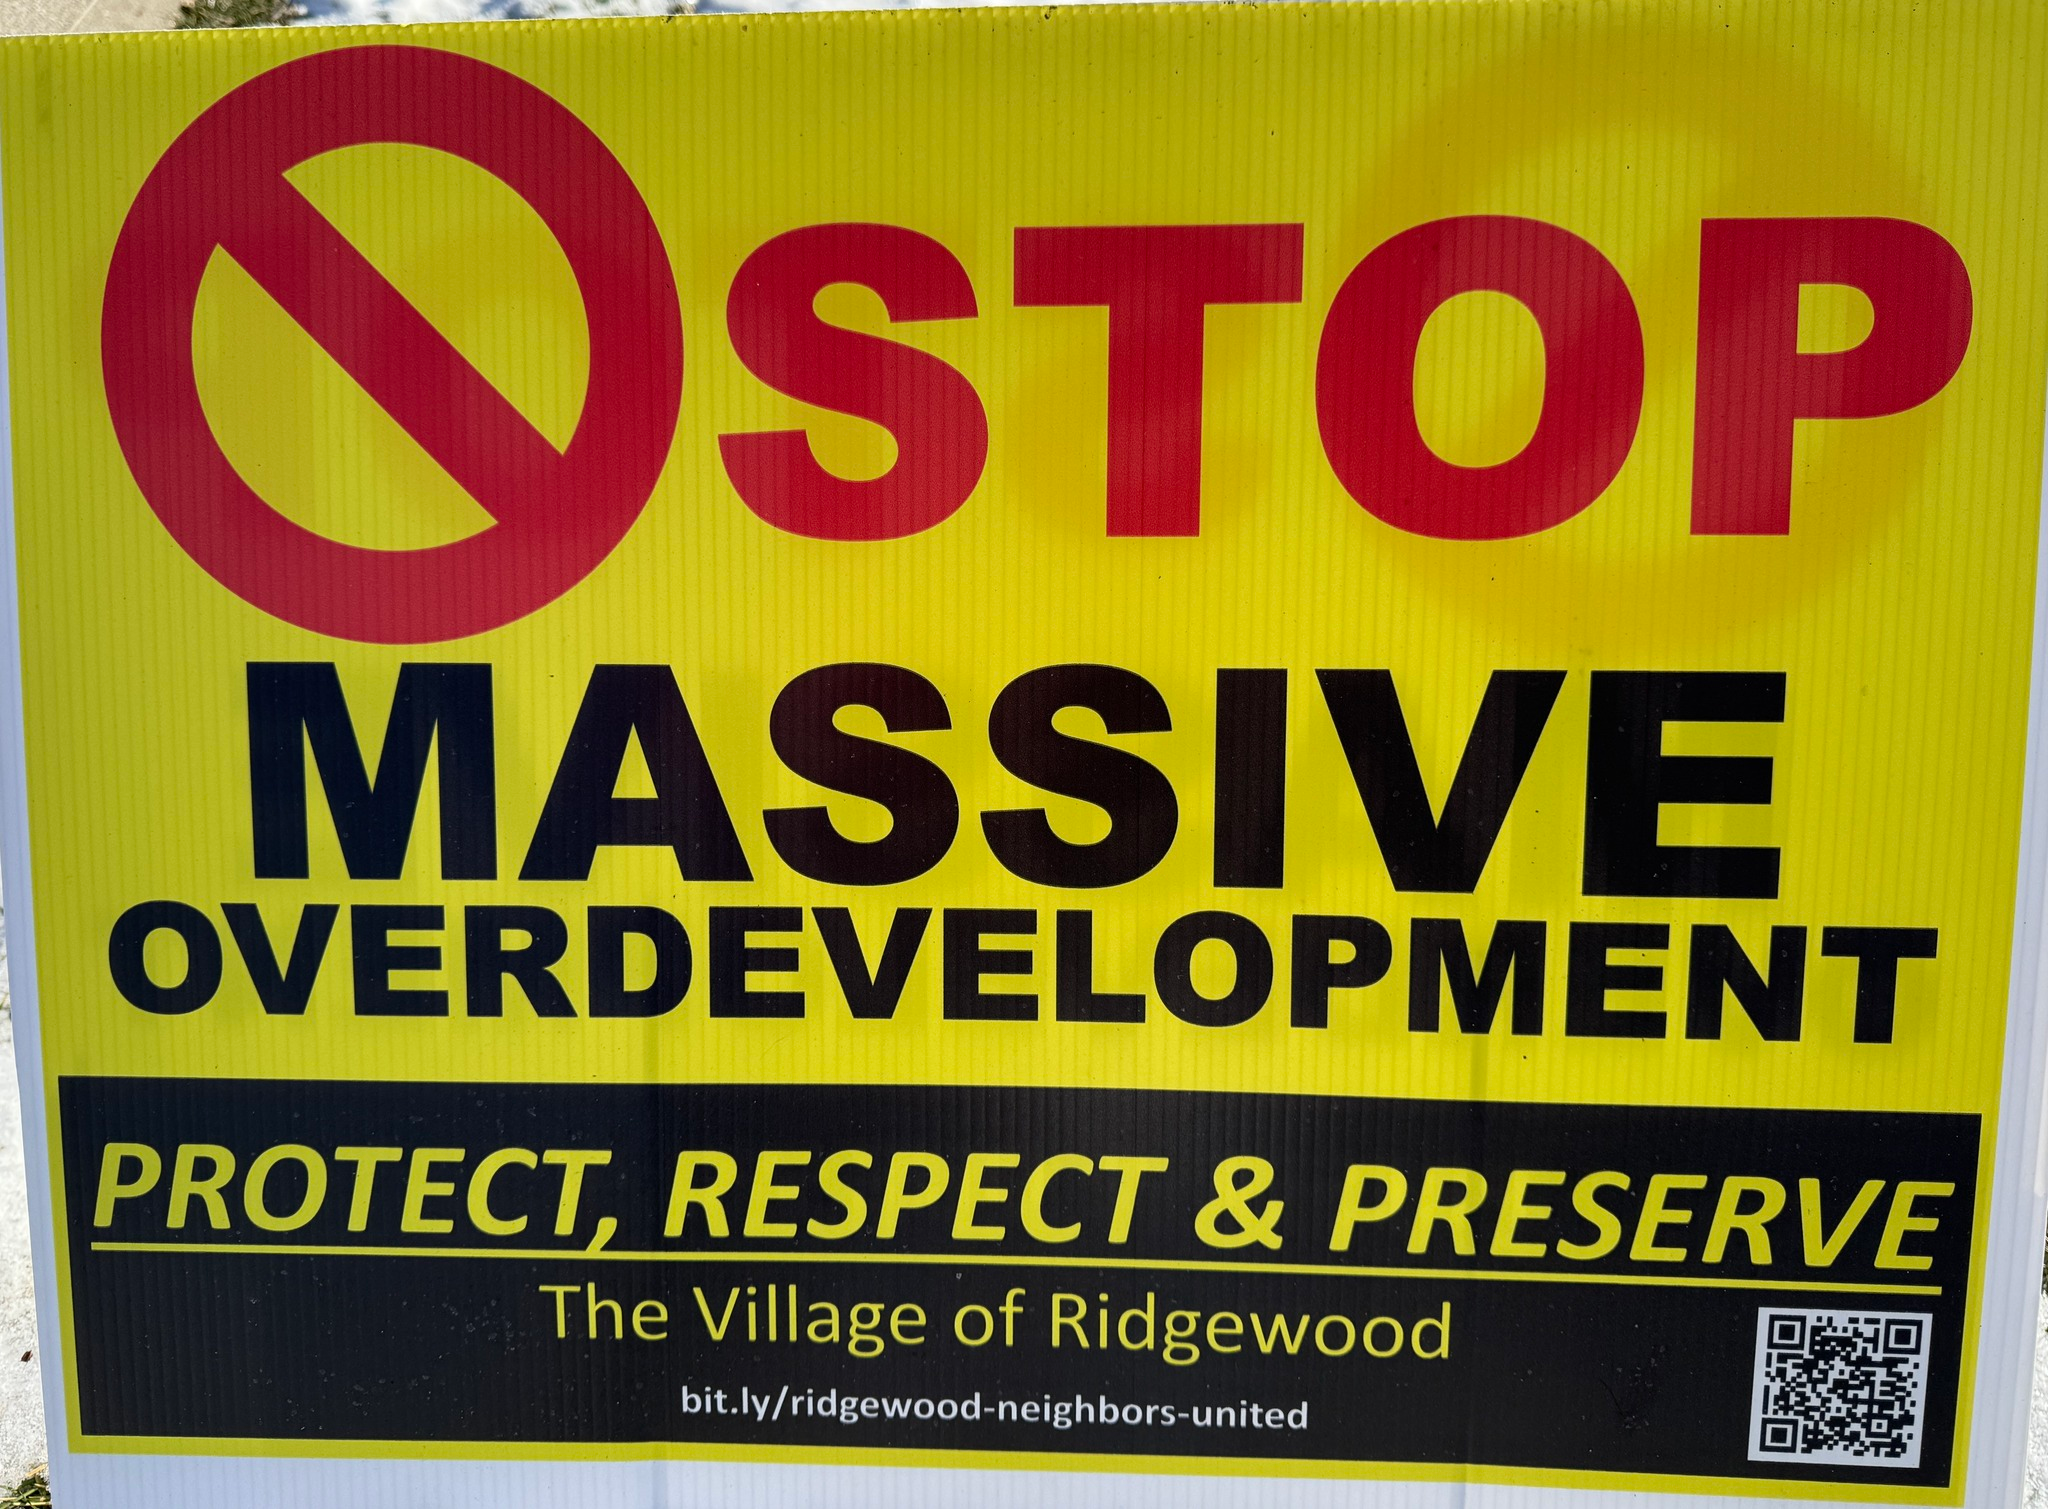 STOP
MASSIVE
OVERDEVELOPMENT
PROTECT, RESPECT & PRESERVE
The Village of Ridgewood
bit.ly/ridgewood-neighbors-united